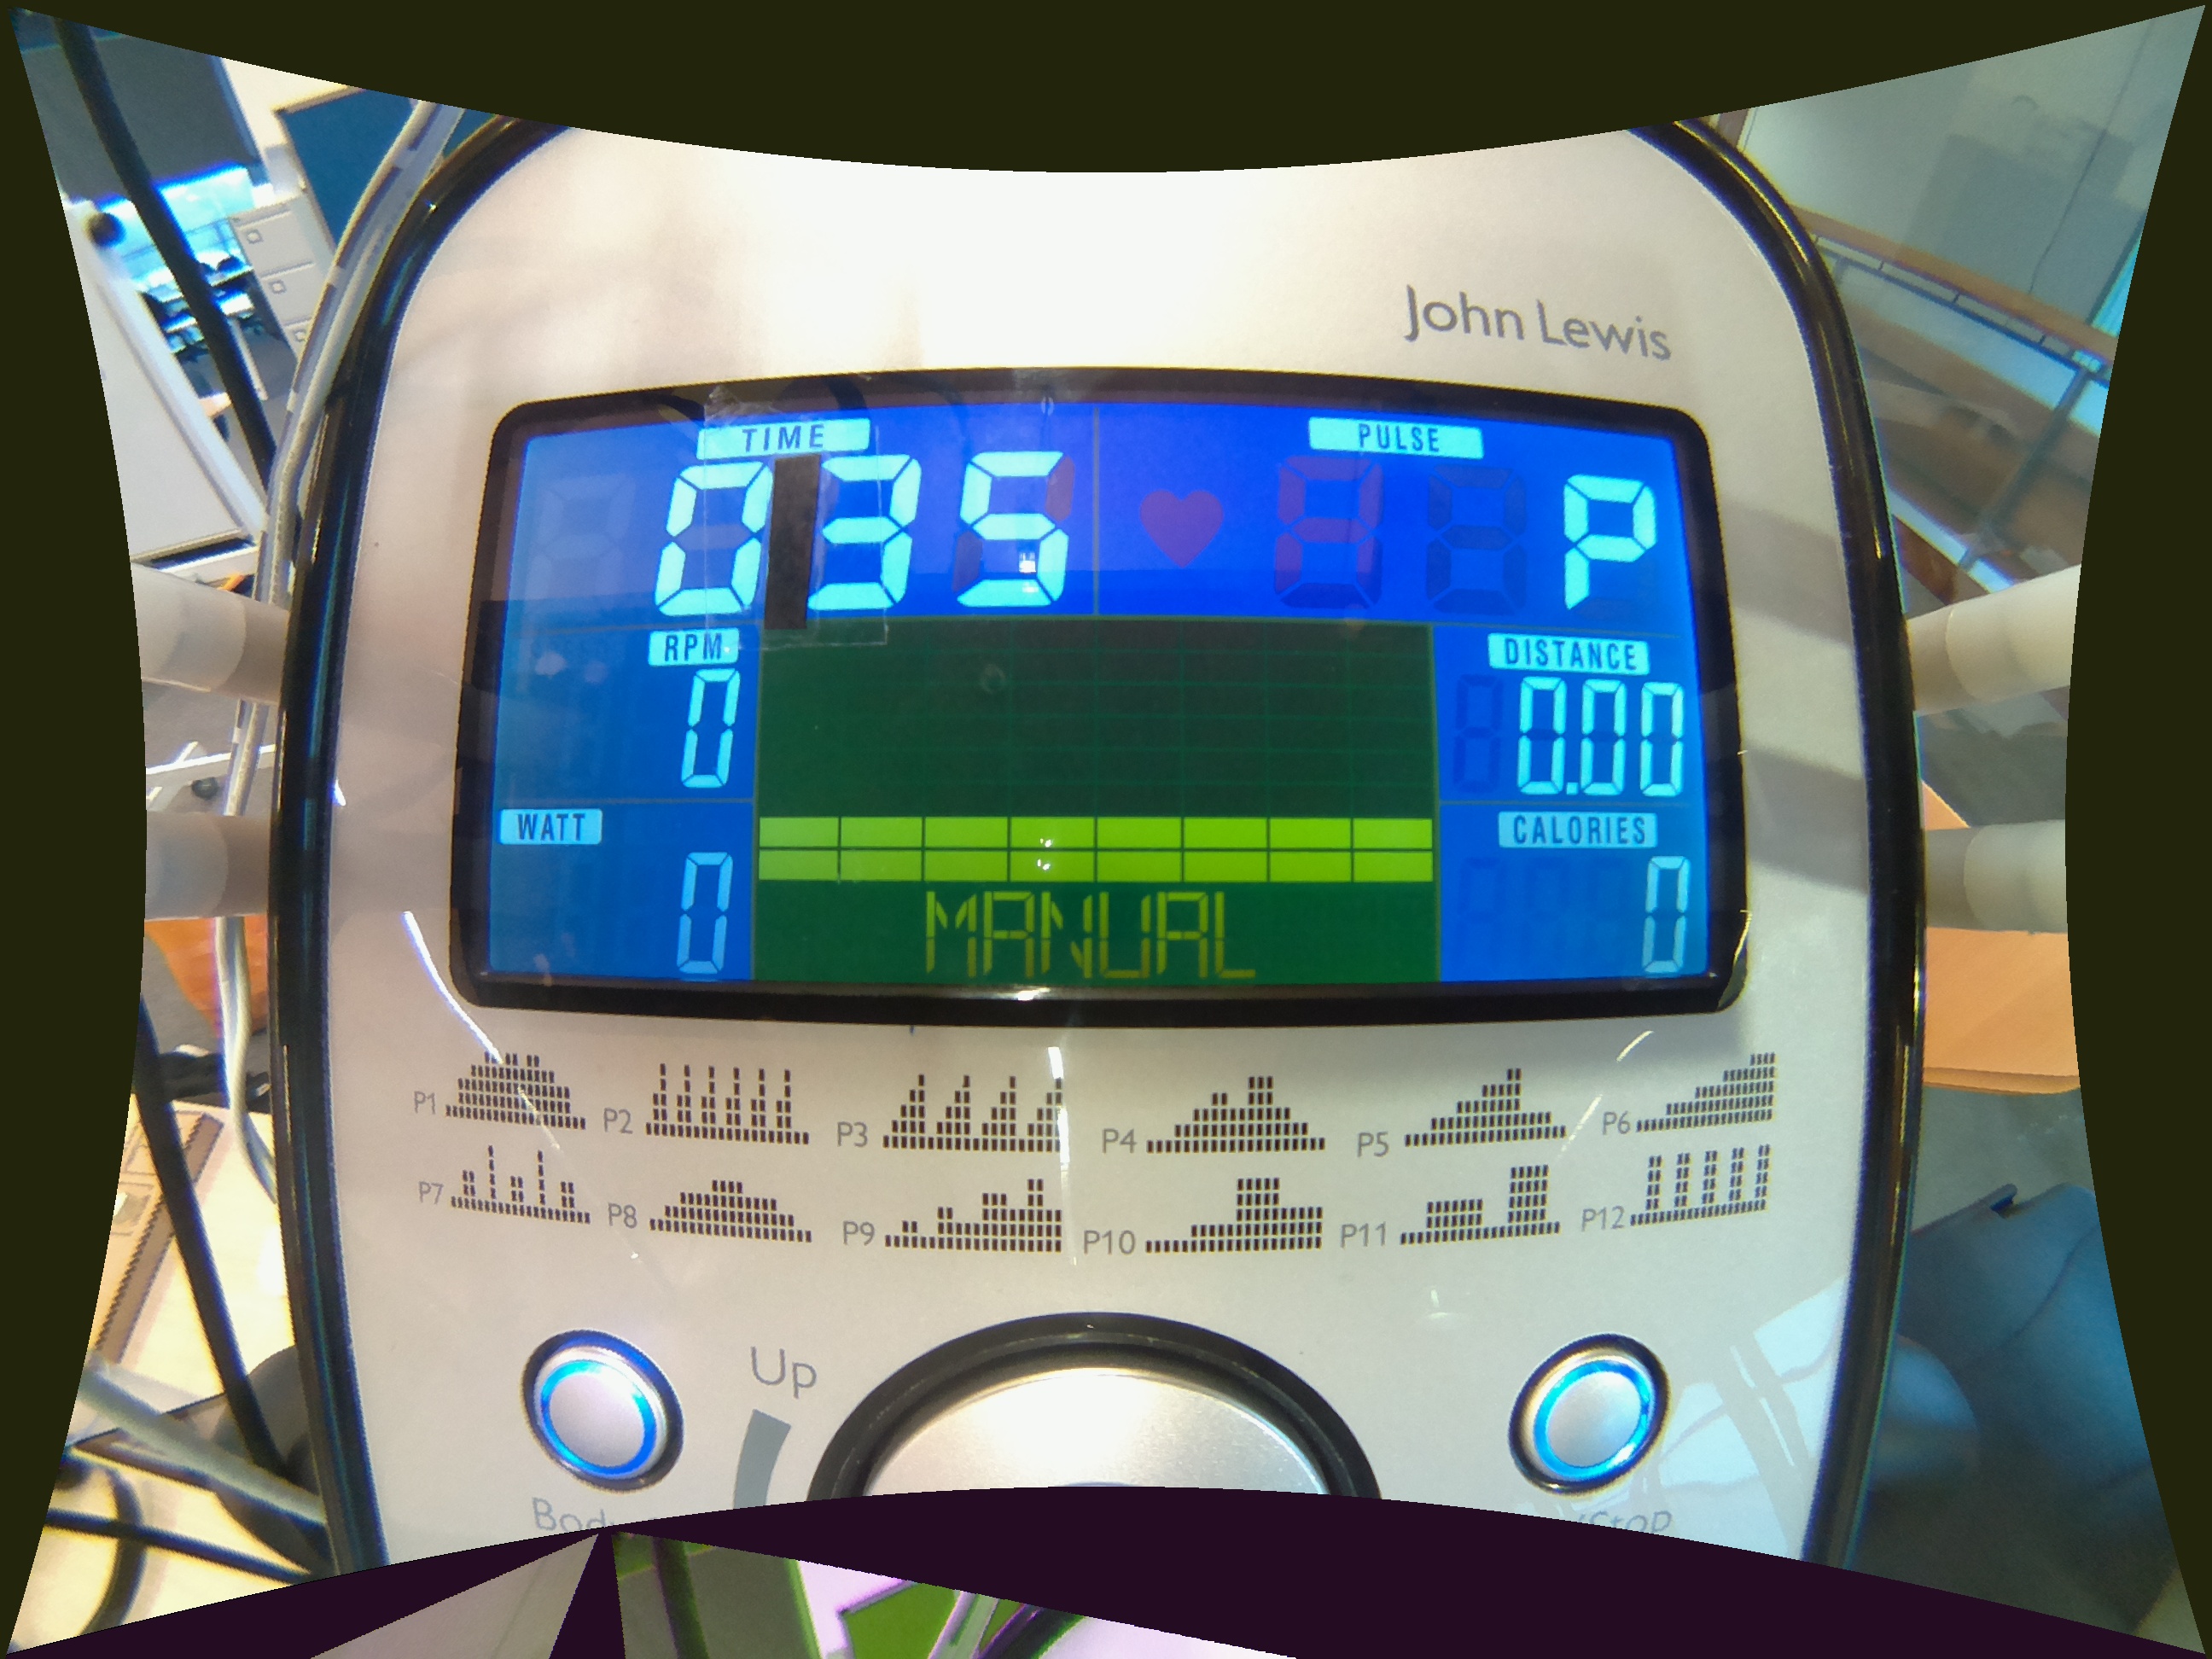 John Lewis
TIME
PULSE
035
P
RPM
DISTANCE
0
0.00
WATT
CALORIES
0
0
MANUAL
P1
P2
P3
P4
P5
P6
P7
P8
P9
P10
P11
P12
Up